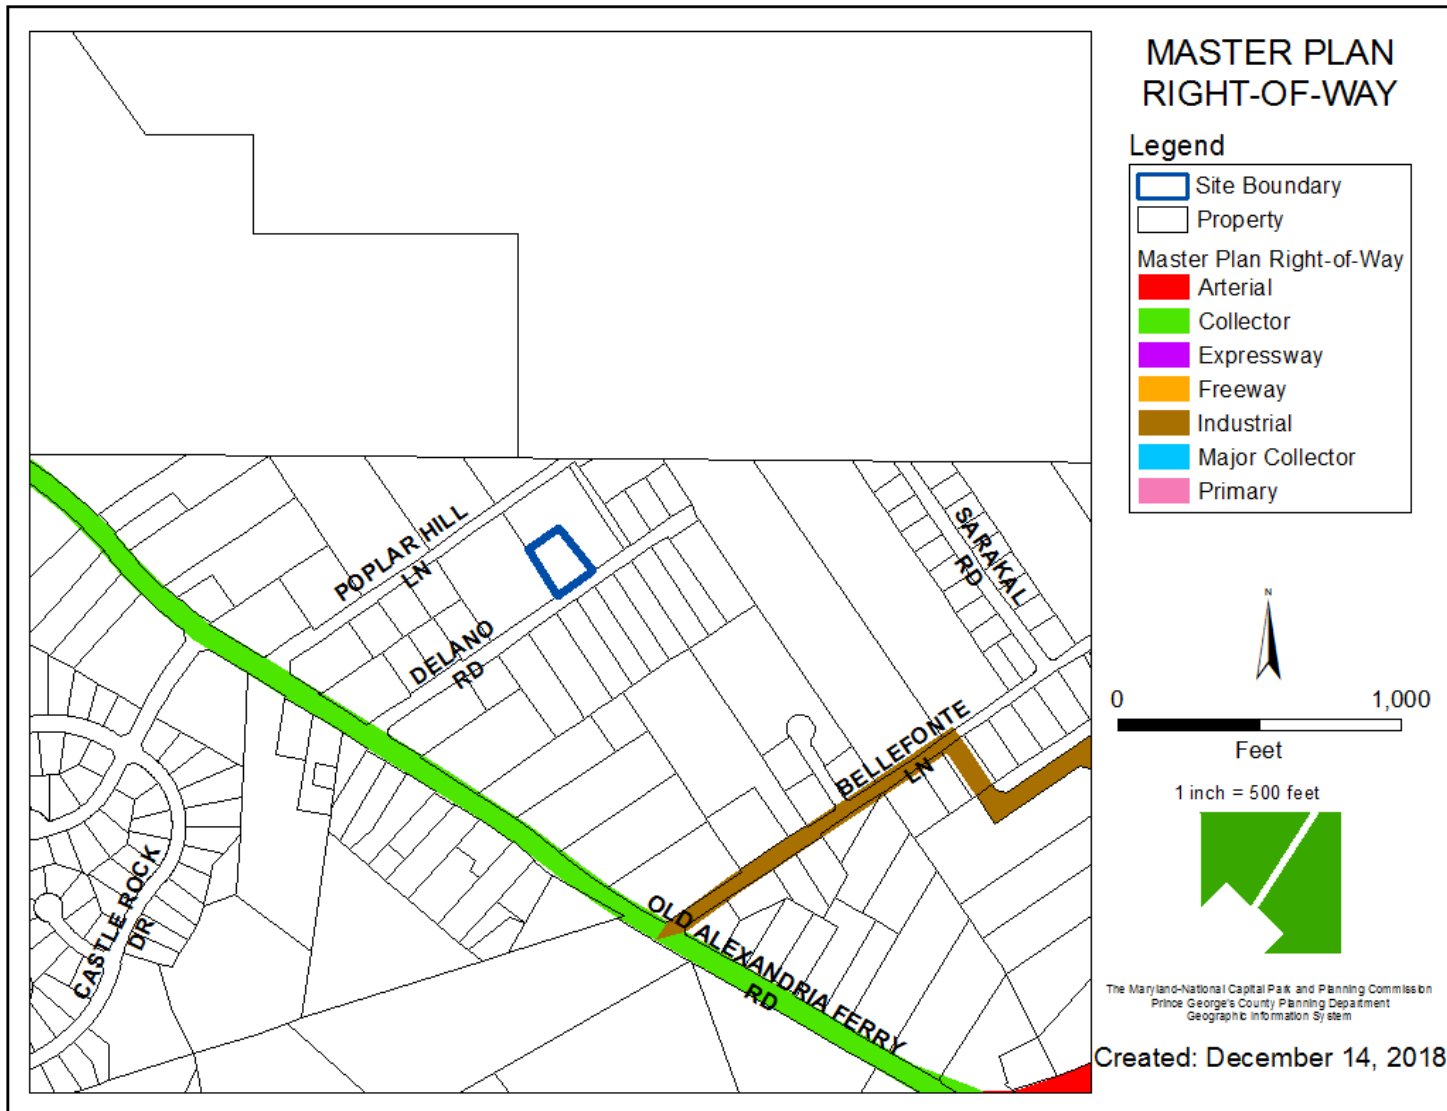 MASTER PLAN
RIGHT-OF-WAY
Legend
Site Boundary
Property
Master Plan Right-of-Way
Arterial
Collector
Expressway
Freeway
Industrial
Major Collector
Primary
POPLAR HILL
LN
DELANO
RD
SARAKAL
RD
BELLEFONTE
LN
CASTLE ROCK
DR
OLD ALEXANDRIA FERRY
RD
N
0 1,000
Feet
1 inch = 500 feet
The Maryland-National Capital Park and Planning Commission
Prince George's County Planning Department
Geographic Information System
Created: December 14, 2018